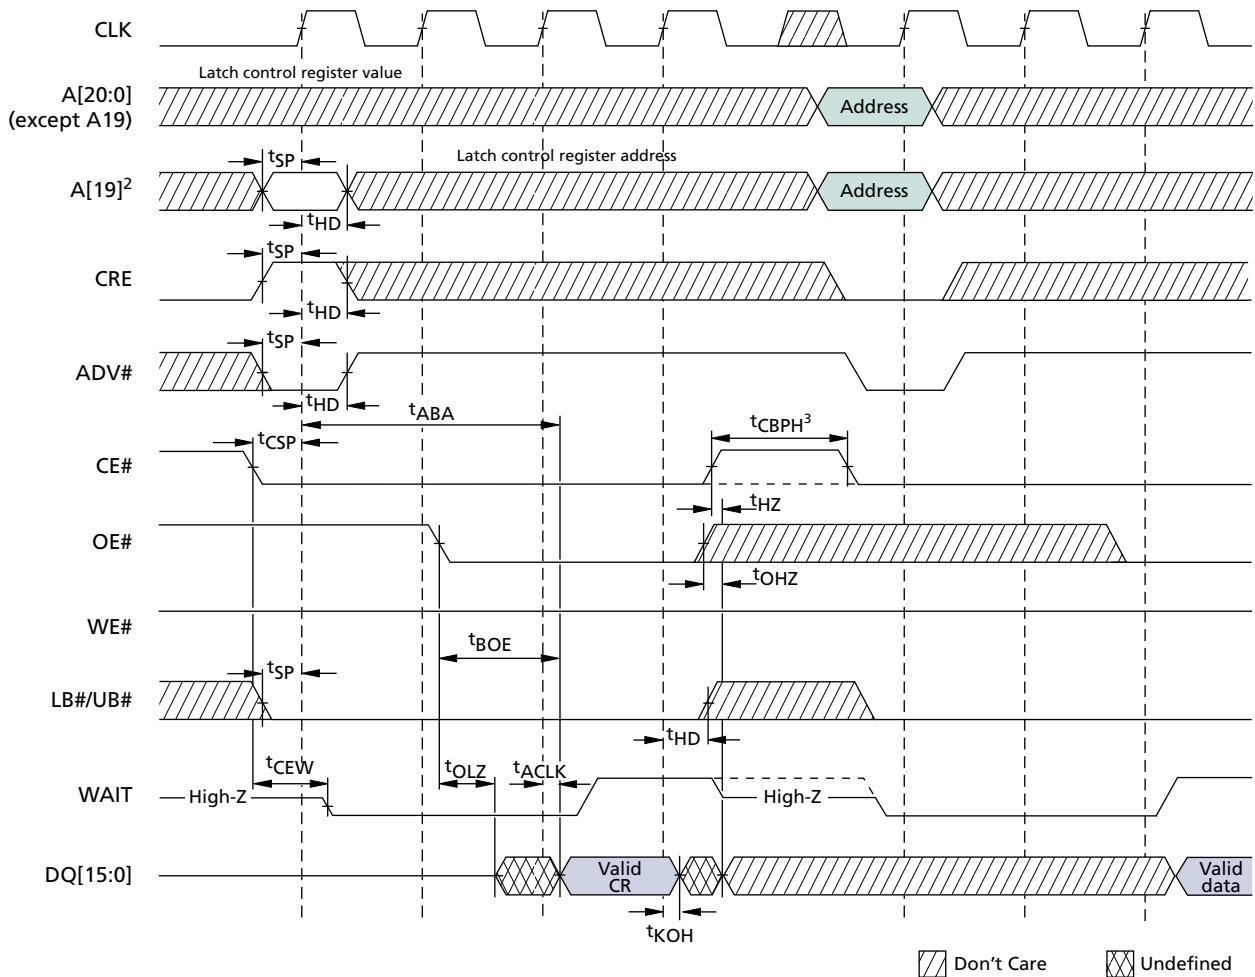 CLK
Latch control register value
A[20:0]
(except A19)
Address
tSP
Latch control register address
A[19]2
Address
tHD
tSP
CRE
tHD
tSP
ADV#
tHD
tABA
tCBPH3
tCSP
CE#
tHZ
OE#
tOHZ
WE#
tBOE
tSP
LB#/UB#
tHD
tCEW
tOLZ
tACLK
WAIT
High-Z
High-Z
DQ[15:0]
Valid
CR
Valid
data
tKOH
Don't Care
Undefined